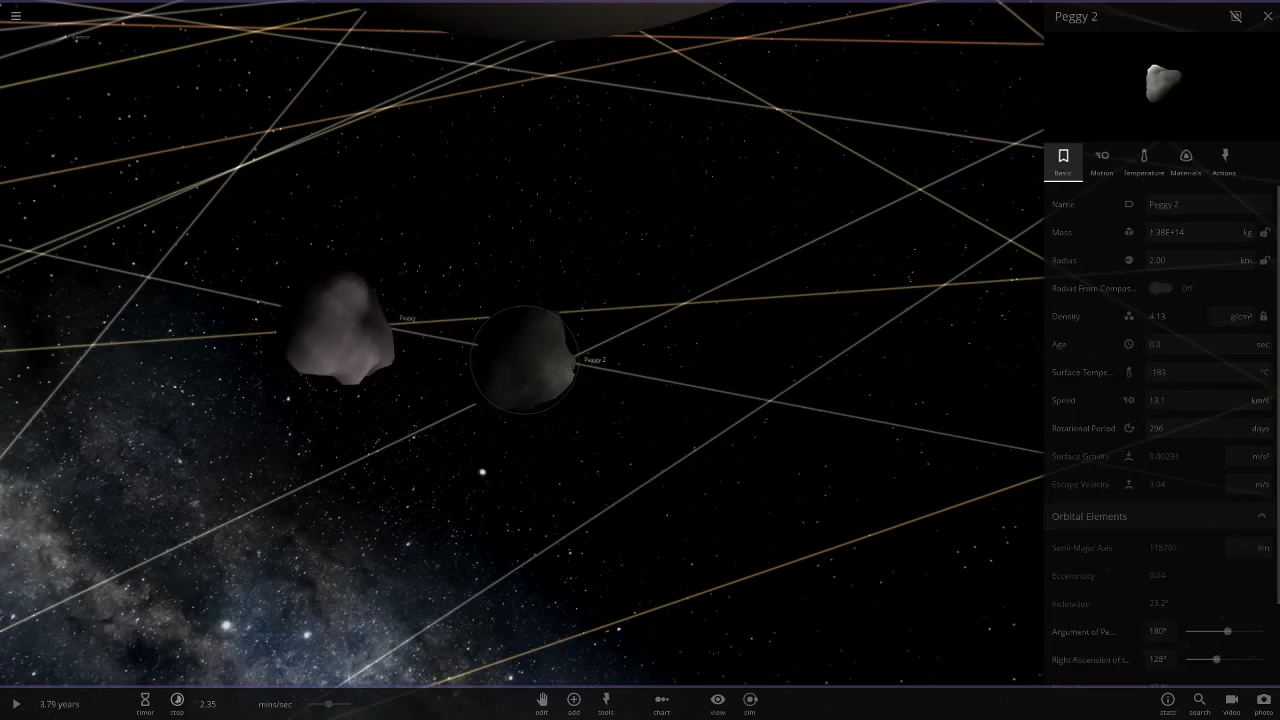 Peggy 2
Basic
Motion
Temperature
Materials
Actions
Name Peggy 2
Mass 1.38E+14 kg
Radius 2.00 km
Radius From Compos... Off
Density 4.13 g/cm³
Age 0.0 sec
Surface Tempe... -183 °C
Speed 13.1 km/s
Rotational Period 296 days
Surface Gravity 0.00231 m/s²
Escape Velocity 3.04 m/s
Orbital Elements
Semi-Major Axis 118707 km
Eccentricity 0.04
Inclination 23.2°
Argument of Pe... 180°
Right Ascension of t... 128°
Peggy
Peggy 2
3.79 years
timer
step
2.35 mins/sec
edit
add
tools
chart
view
sim
stats
search
video
photo